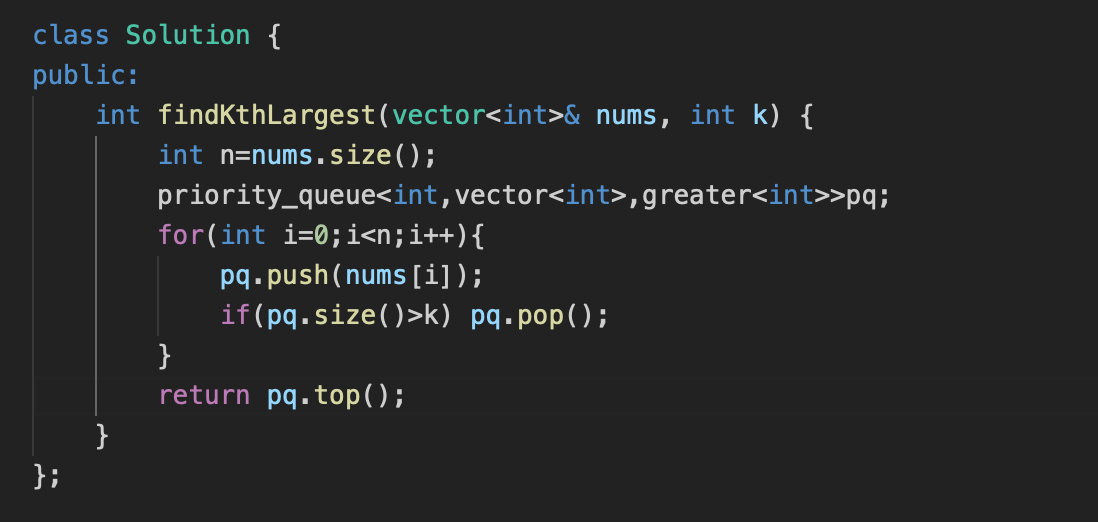 class Solution {
public:
    int findKthLargest(vector<int>& nums, int k) {
        int n=nums.size();
        priority_queue<int,vector<int>,greater<int>>pq;
        for(int i=0;i<n;i++){
            pq.push(nums[i]);
            if(pq.size()>k) pq.pop();
        }
        return pq.top();
    }
};